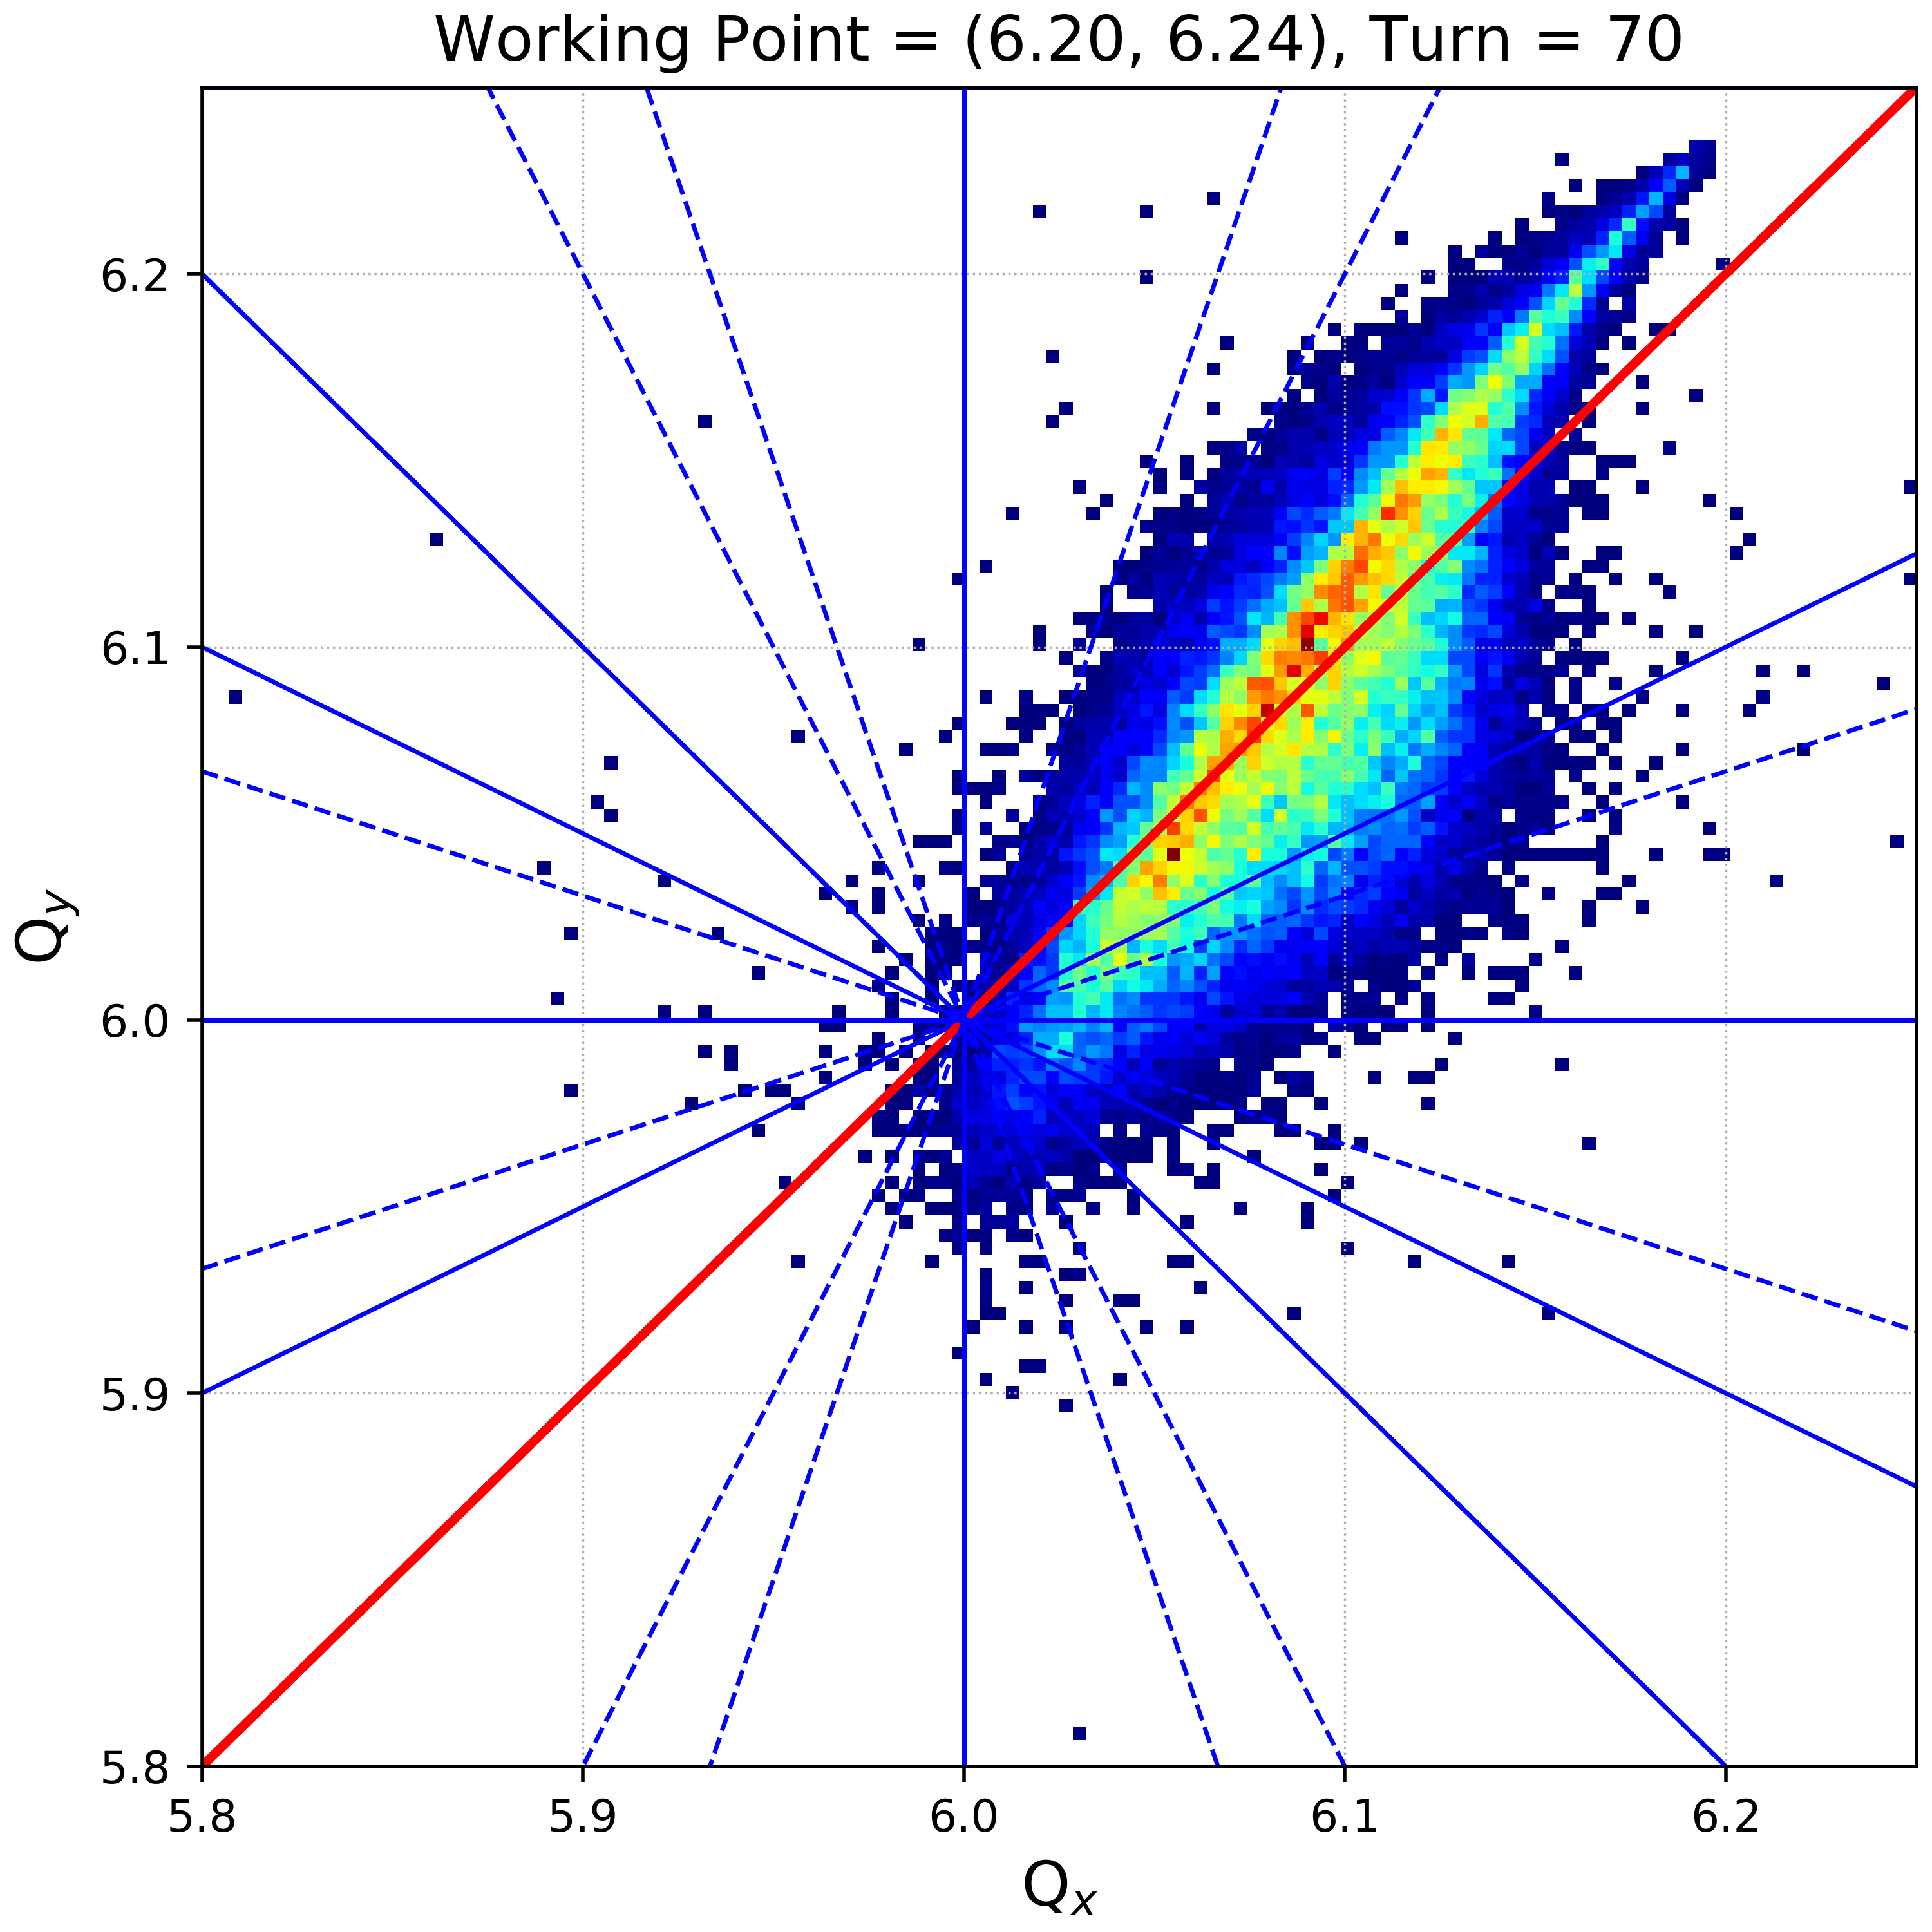 Working Point = (6.20, 6.24), Turn = 70
6.2
6.1
6.0
5.9
5.8
Qy
5.8 5.9 6.0 6.1 6.2
Qx